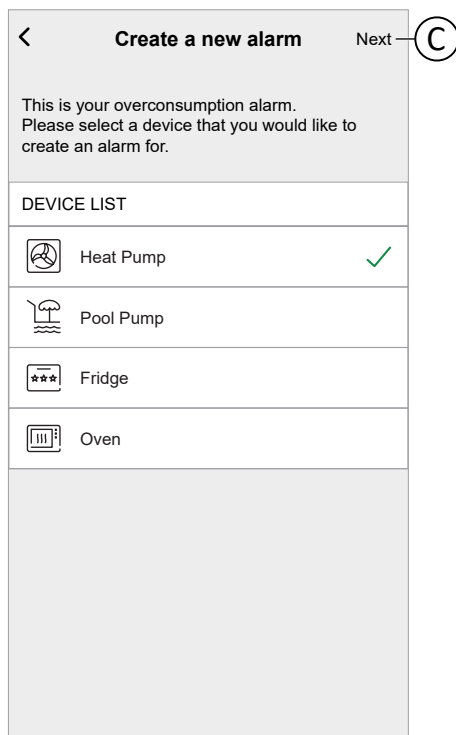 Create a new alarm Next C
This is your overconsumption alarm.
Please select a device that you would like to
create an alarm for.
DEVICE LIST
Heat Pump
Pool Pump
Fridge
Oven